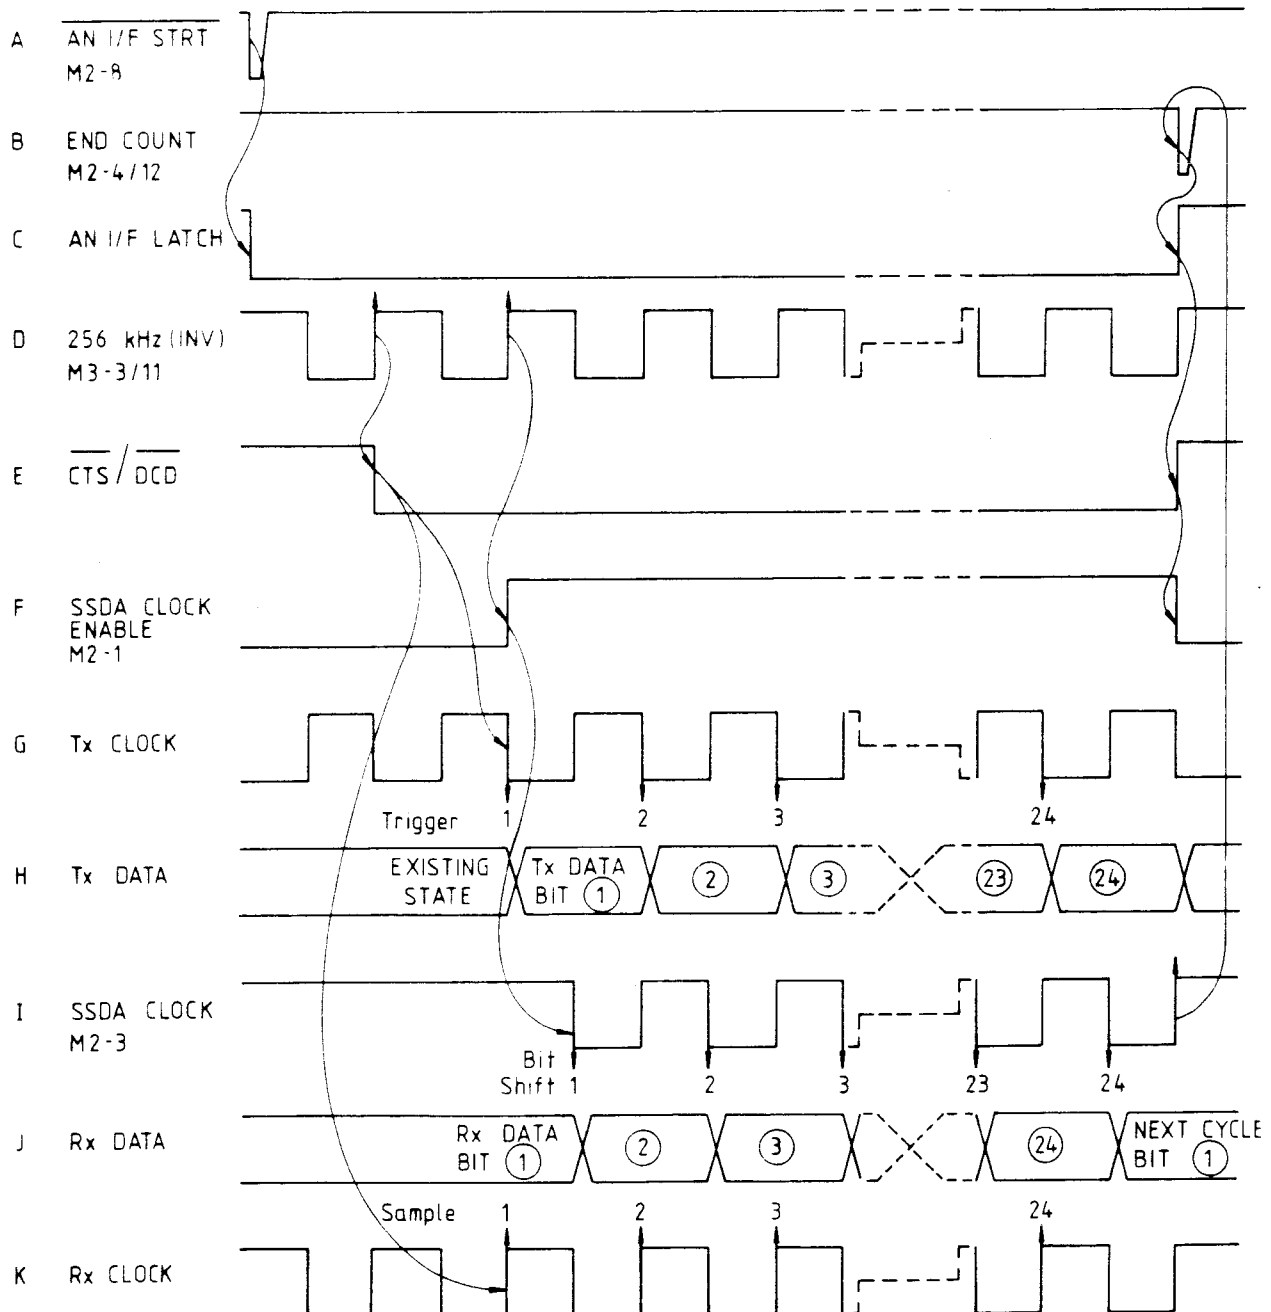 A AN I/F STRT
M2-8
B END COUNT
M2-4/12
C AN I/F LATCH
D 256 kHz (INV)
M3-3/11
E CTS / DCD
F SSDA CLOCK
ENABLE
M2-1
G Tx CLOCK
Trigger 1 2 3 24
H Tx DATA
EXISTING
STATE
Tx DATA
BIT 1
2 3 23 24
I SSDA CLOCK
M2-3
Bit
Shift 1 2 3 23 24
J Rx DATA
Rx DATA
BIT 1
2 3 24
NEXT CYCLE
BIT 1
Sample 1 2 3 24
K Rx CLOCK